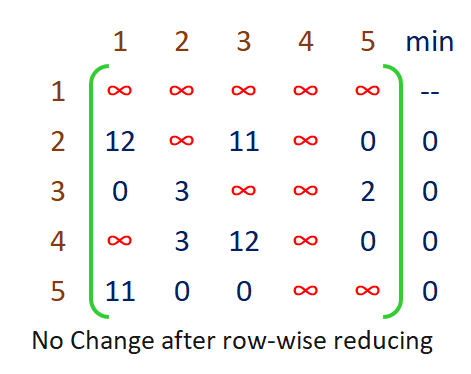 1 2 3 4 5 min
1 ∞ ∞ ∞ ∞ ∞ --
2 12 ∞ 11 ∞ 0 0
3 0 3 ∞ ∞ 2 0
4 ∞ 3 12 ∞ 0 0
5 11 0 0 ∞ ∞ 0
No Change after row-wise reducing